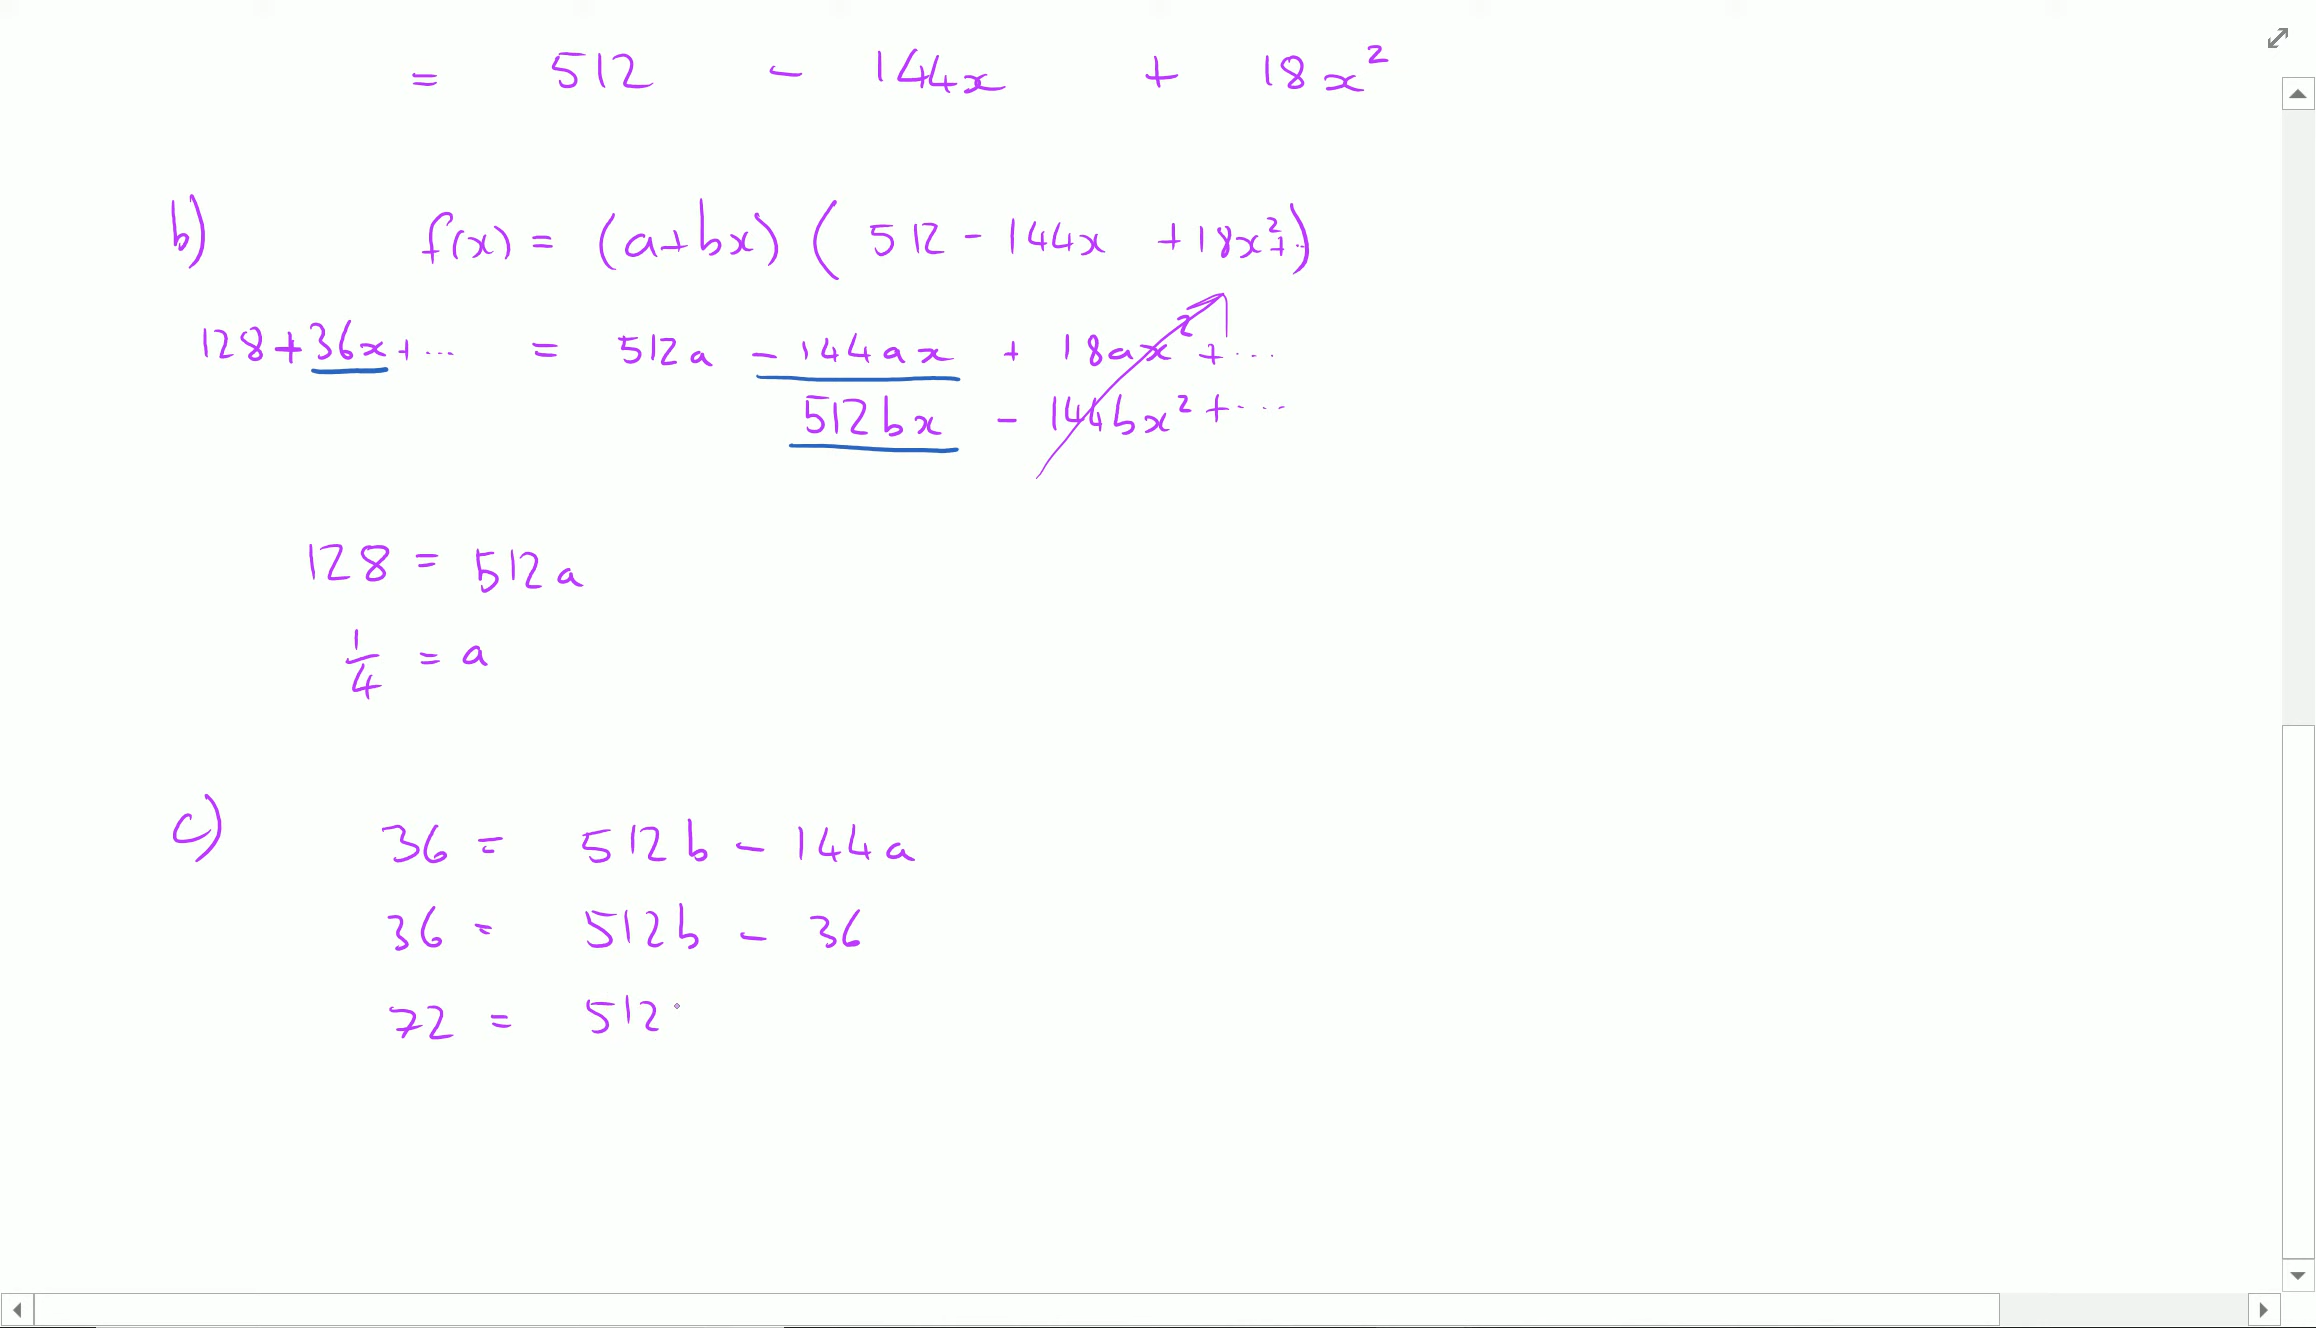 = 512 - 144x + 18x²
b) f(x) = (a+bx) ( 512 - 144x +18x²+..)
128+36x+... = 512a - 144ax + 18ax²+....
512bx - 144bx²+....
128 = 512a
1/4 = a
c) 36 = 512b - 144a
36 = 512b - 36
72 = 512